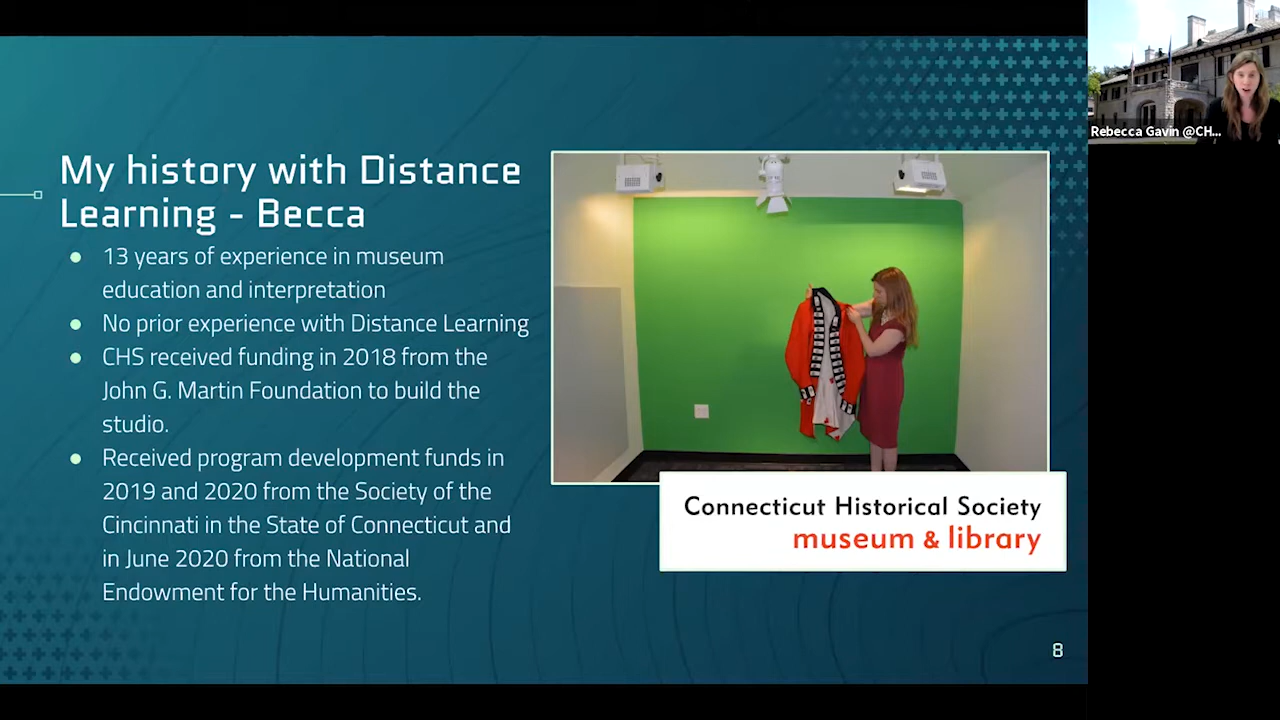 My history with Distance
Learning - Becca
● 13 years of experience in museum
education and interpretation
● No prior experience with Distance Learning
● CHS received funding in 2018 from the
John G. Martin Foundation to build the
studio.
● Received program development funds in
2019 and 2020 from the Society of the
Cincinnati in the State of Connecticut and
in June 2020 from the National
Endowment for the Humanities.
Connecticut Historical Society
museum & library
8
Rebecca Gavin @CH...